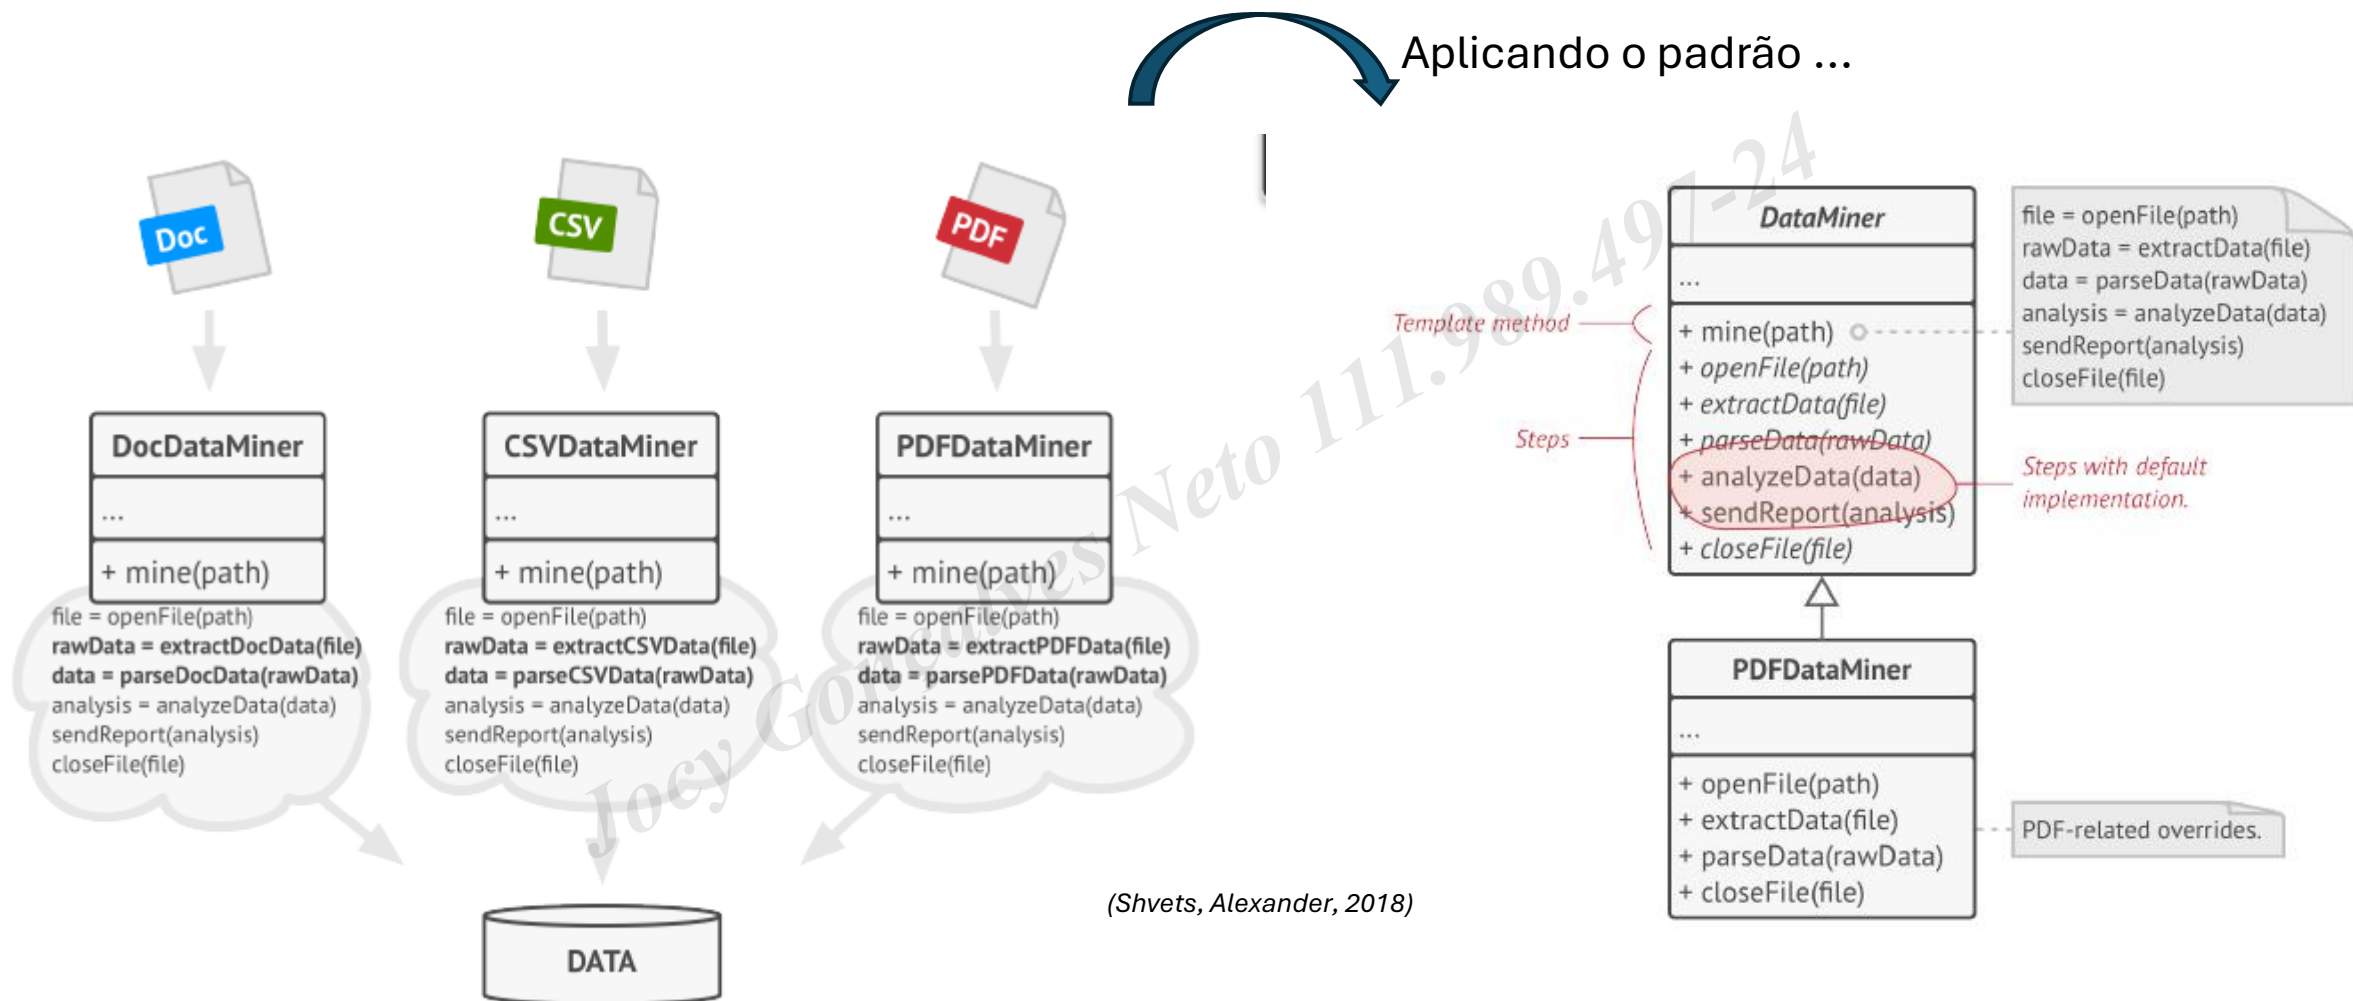 Aplicando o padrão ...
Doc
CSV
PDF
DocDataMiner
...
+ mine(path)
file = openFile(path)
rawData = extractDocData(file)
data = parseDocData(rawData)
analysis = analyzeData(data)
sendReport(analysis)
closeFile(file)
CSVDataMiner
...
+ mine(path)
file = openFile(path)
rawData = extractCSVData(file)
data = parseCSVData(rawData)
analysis = analyzeData(data)
sendReport(analysis)
closeFile(file)
PDFDataMiner
...
+ mine(path)
file = openFile(path)
rawData = extractPDFData(file)
data = parsePDFData(rawData)
analysis = analyzeData(data)
sendReport(analysis)
closeFile(file)
DATA
(Shvets, Alexander, 2018)
Template method
Steps
DataMiner
...
+ mine(path)
+ openFile(path)
+ extractData(file)
+ parseData(rawData)
+ analyzeData(data)
+ sendReport(analysis)
+ closeFile(file)
file = openFile(path)
rawData = extractData(file)
data = parseData(rawData)
analysis = analyzeData(data)
sendReport(analysis)
closeFile(file)
Steps with default
implementation.
PDFDataMiner
...
+ openFile(path)
+ extractData(file)
+ parseData(rawData)
+ closeFile(file)
PDF-related overrides.
Jocy Goncalves Neto 111.989.497-24